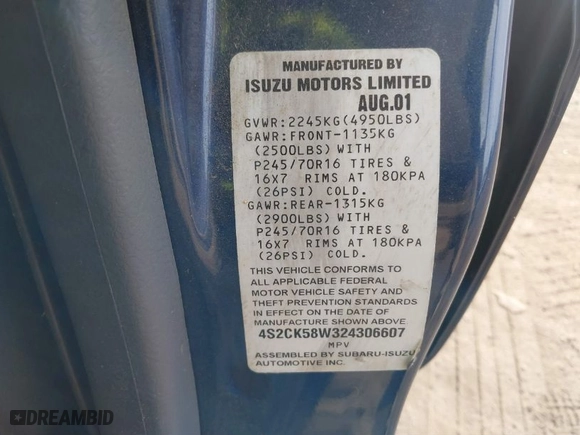 MANUFACTURED BY
ISUZU MOTORS LIMITED
AUG.01
GVWR:2245KG(4950LBS)
GAWR:FRONT-1135KG
(2500LBS) WITH
P245/70R16 TIRES &
16X7 RIMS AT 180KPA
(26PSI) COLD.
GAWR:REAR-1315KG
(2900LBS) WITH
P245/70R16 TIRES &
16X7 RIMS AT 180KPA
(26PSI) COLD.
THIS VEHICLE CONFORMS TO
ALL APPLICABLE FEDERAL
MOTOR VEHICLE SAFETY AND
THEFT PREVENTION STANDARDS
IN EFFECT ON THE DATE OF
MANUFACTURE SHOWN ABOVE.
4S2CK58W324306607
MPV
ASSEMBLED BY SUBARU-ISUZU
AUTOMOTIVE INC.
DREAMBID